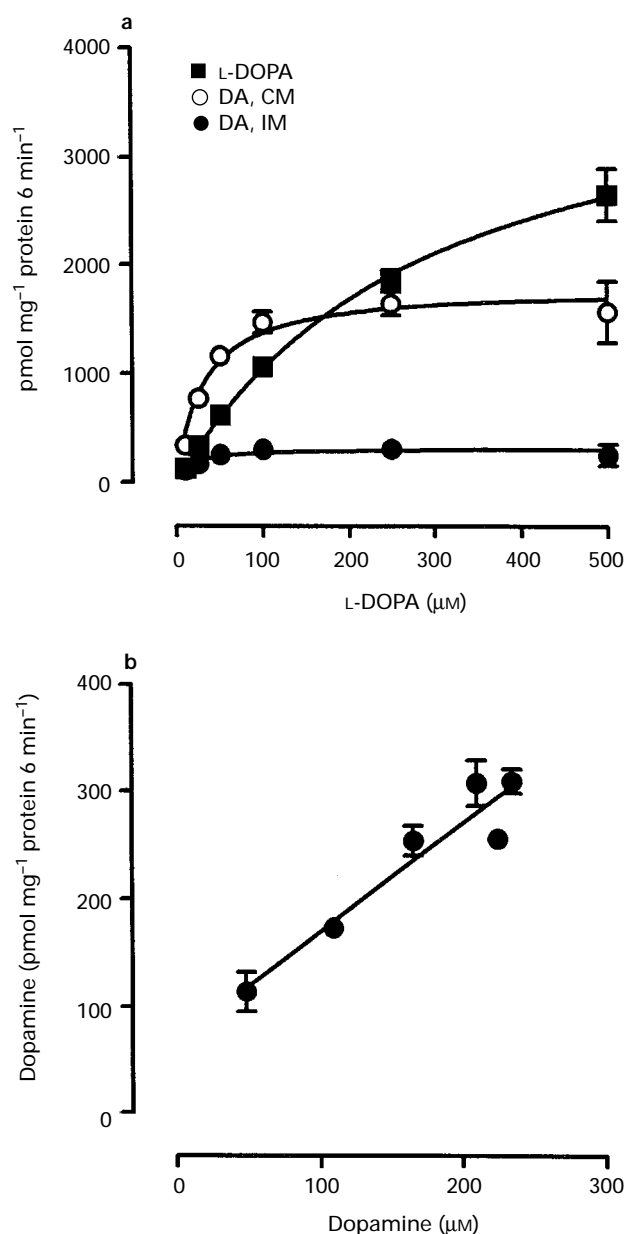 a
4000
3000
2000
1000
0
pmol mg⁻¹ protein 6 min⁻¹
L-DOPA
DA, CM
DA, IM
0 100 200 300 400 500
L-DOPA (μM)
b
400
300
200
100
0
Dopamine (pmol mg⁻¹ protein 6 min⁻¹)
0 100 200 300
Dopamine (μM)